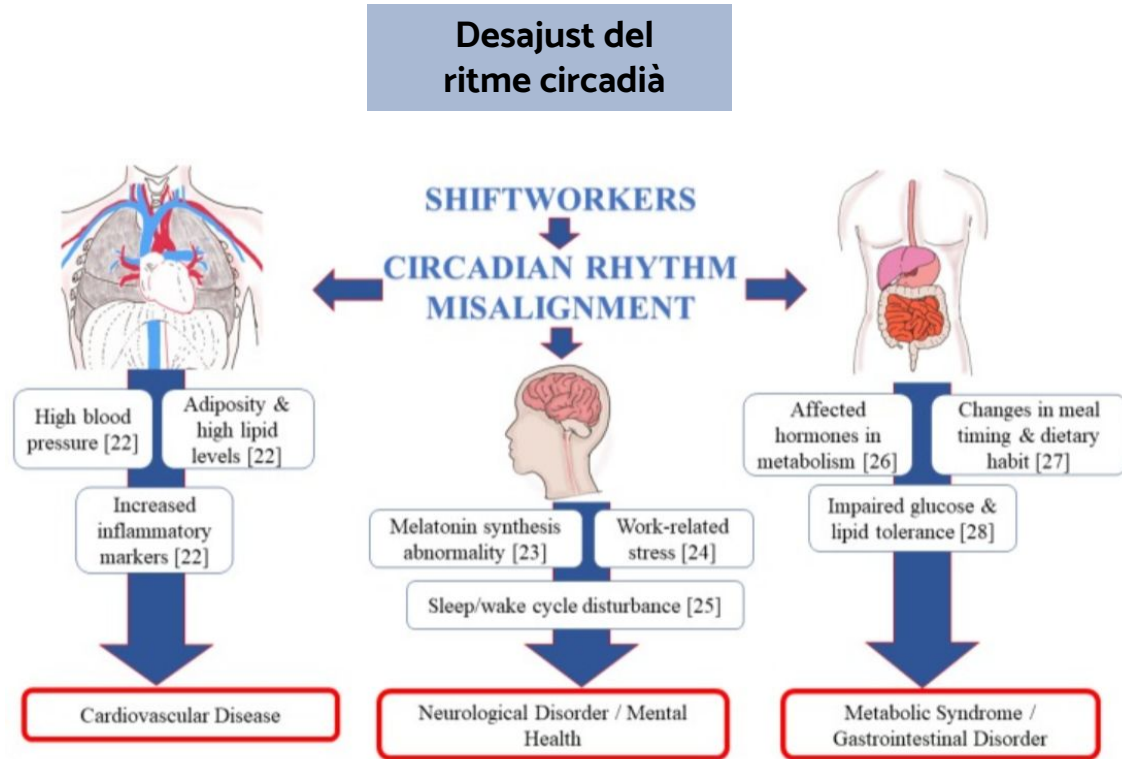 Desajust del
ritme circadià
SHIFTWORKERS
CIRCADIAN RHYTHM
MISALIGNMENT
High blood
pressure [22]
Adiposity &
high lipid
levels [22]
Increased
inflammatory
markers [22]
Cardiovascular Disease
Melatonin synthesis
abnormality [23]
Work-related
stress [24]
Sleep/wake cycle disturbance [25]
Neurological Disorder / Mental
Health
Affected
hormones in
metabolism [26]
Changes in meal
timing & dietary
habit [27]
Impaired glucose &
lipid tolerance [28]
Metabolic Syndrome /
Gastrointestinal Disorder